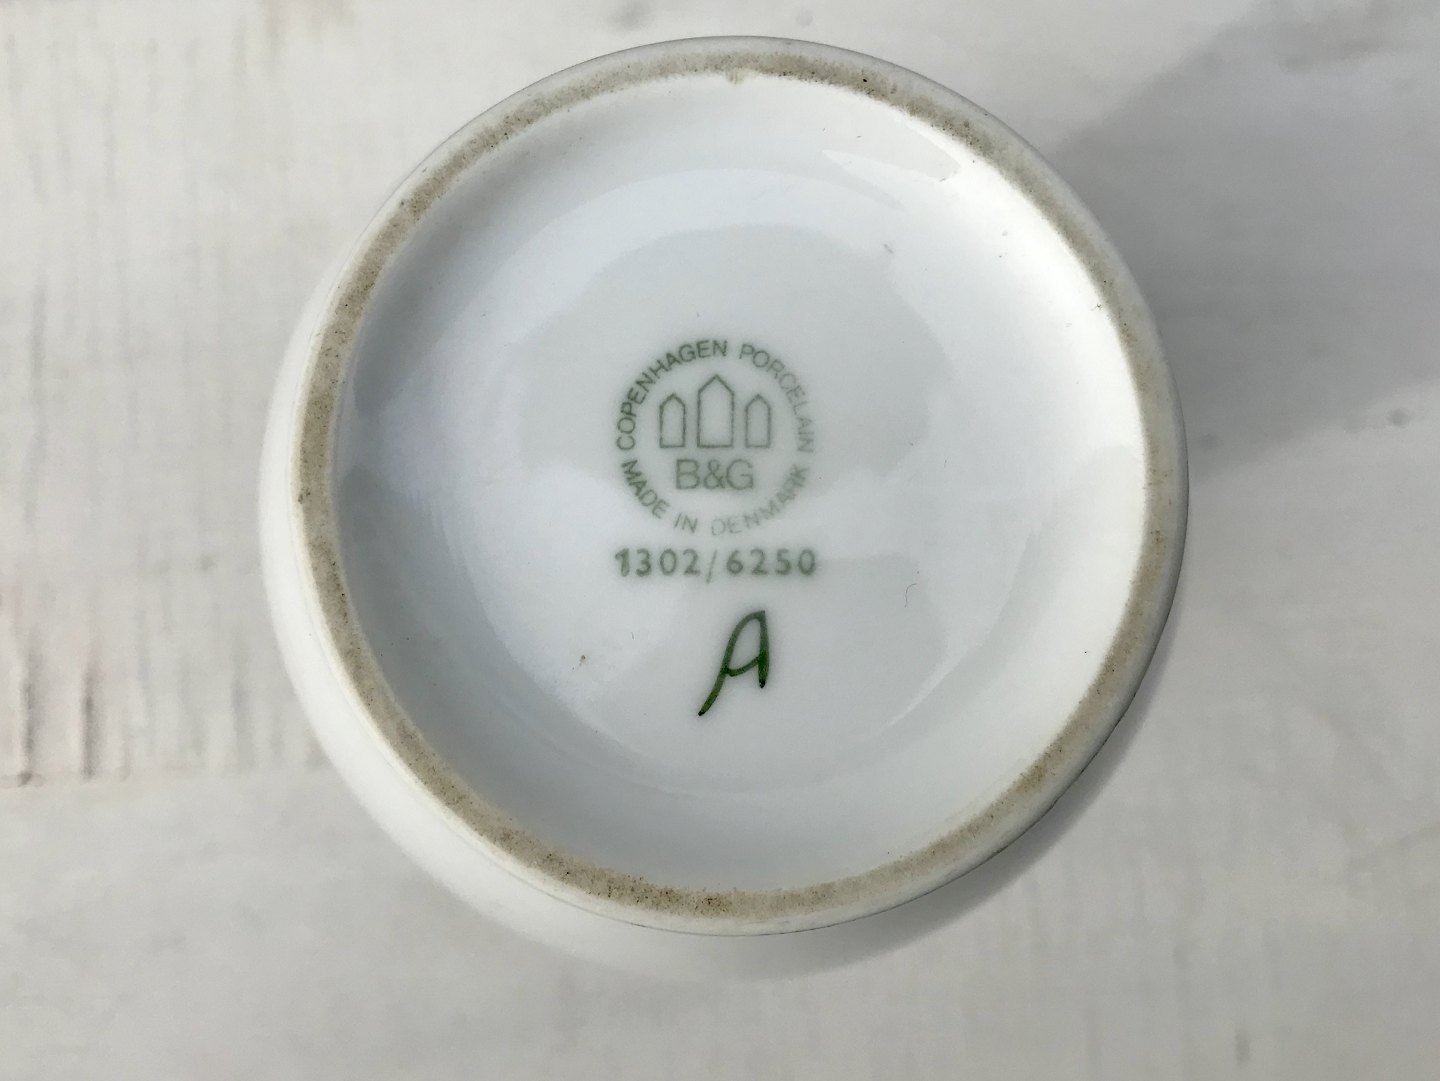 COPENHAGEN PORCELAIN
B&G
MADE IN DENMARK
1302/6250
A